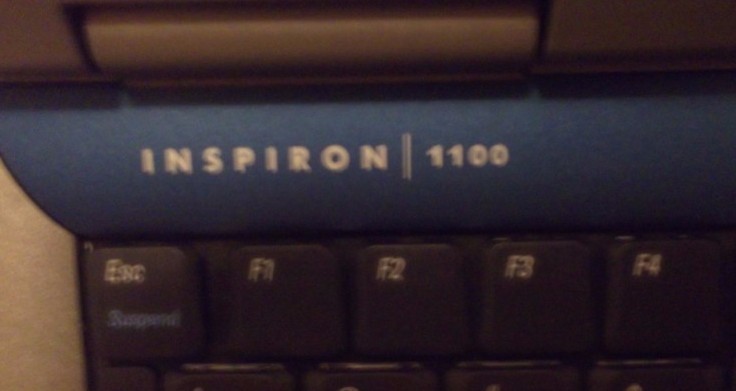 INSPIRON 1100
Esc F1 F2 F3 F4
Suspend